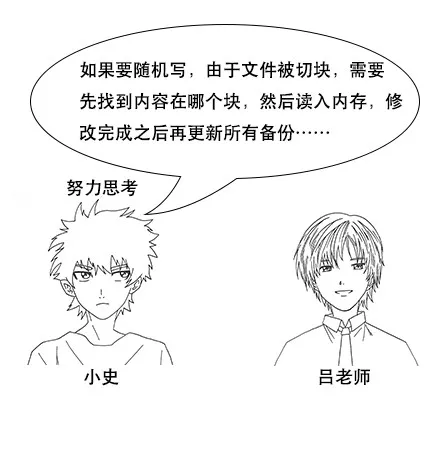 如果要随机写，由于文件被切块，需要
先找到内容在哪个块，然后读入内存，修
改完成之后再更新所有备份……
努力思考
小史
吕老师